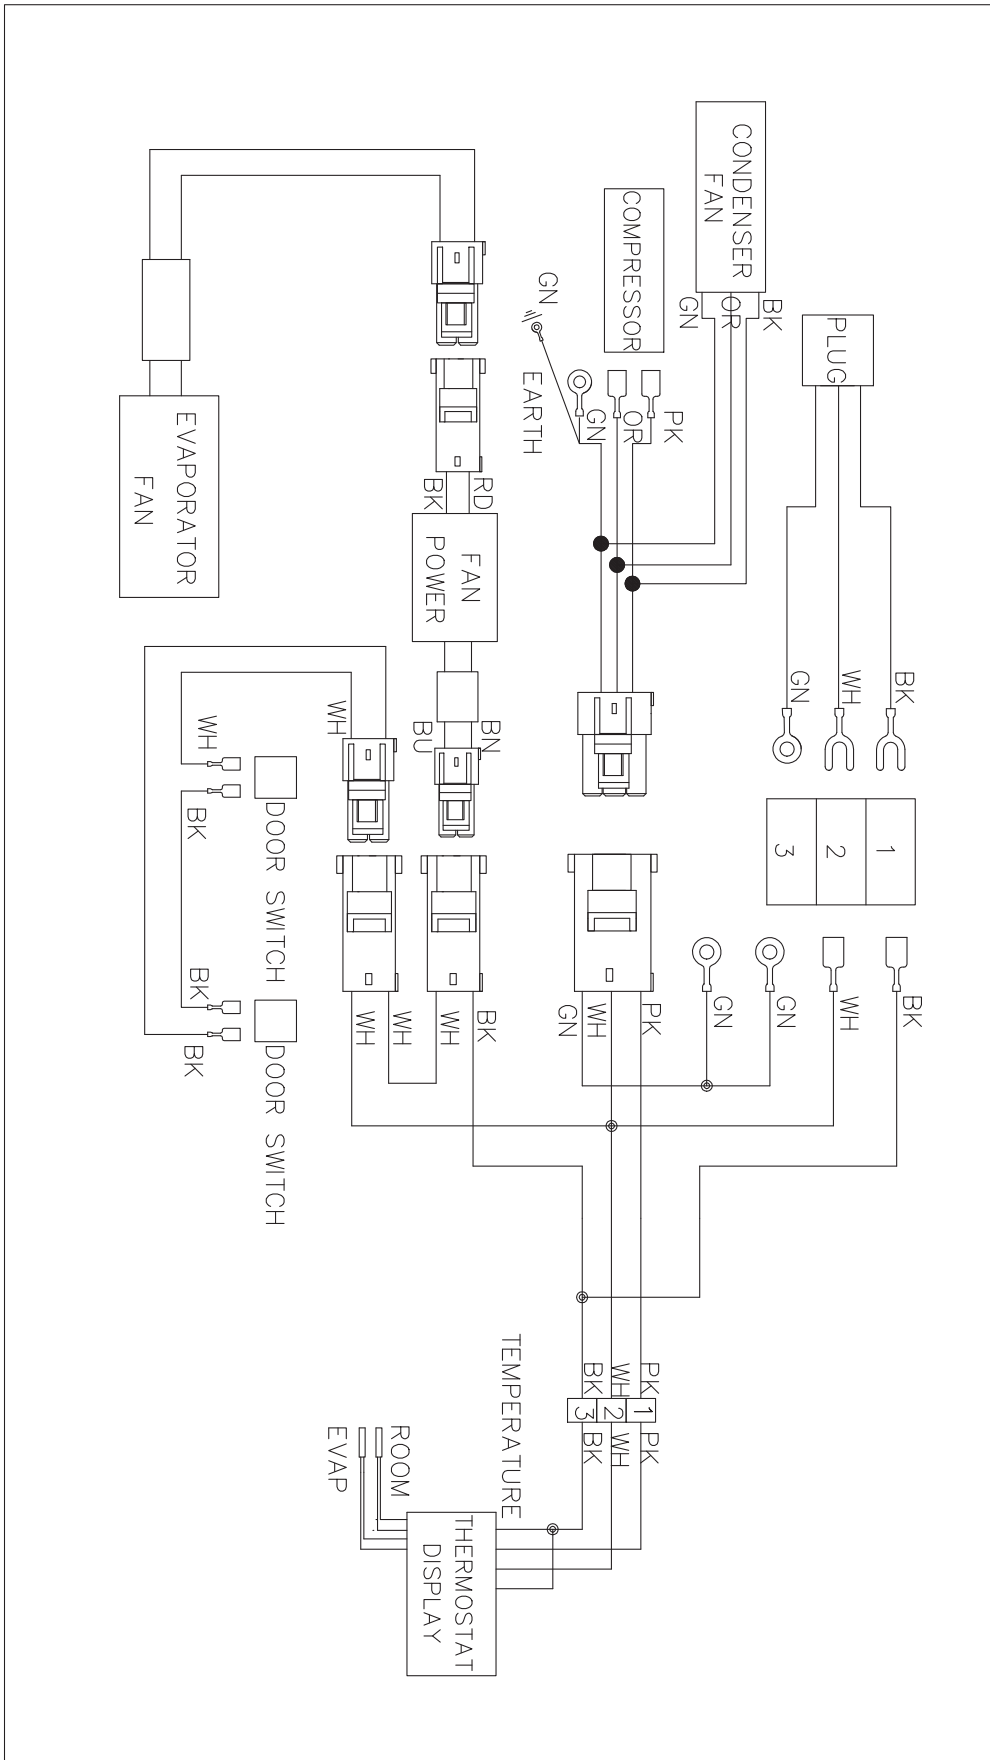 CONDENSER
FAN
BK
OR
GN
COMPRESSOR
PK
OR
GN
GN
EARTH
PLUG
BK
WH
GN
1
2
3
BK
WH
GN
GN
EVAPORATOR
FAN
RD
BK
FAN
POWER
BN
BU
WH
WH
BK
DOOR SWITCH
BK
BK
DOOR SWITCH
PK
WH
GN
BK
WH
WH
WH
PK
WH
BK
1
2
3
PK
WH
BK
TEMPERATURE
ROOM
EVAP
THERMOSTAT
DISPLAY